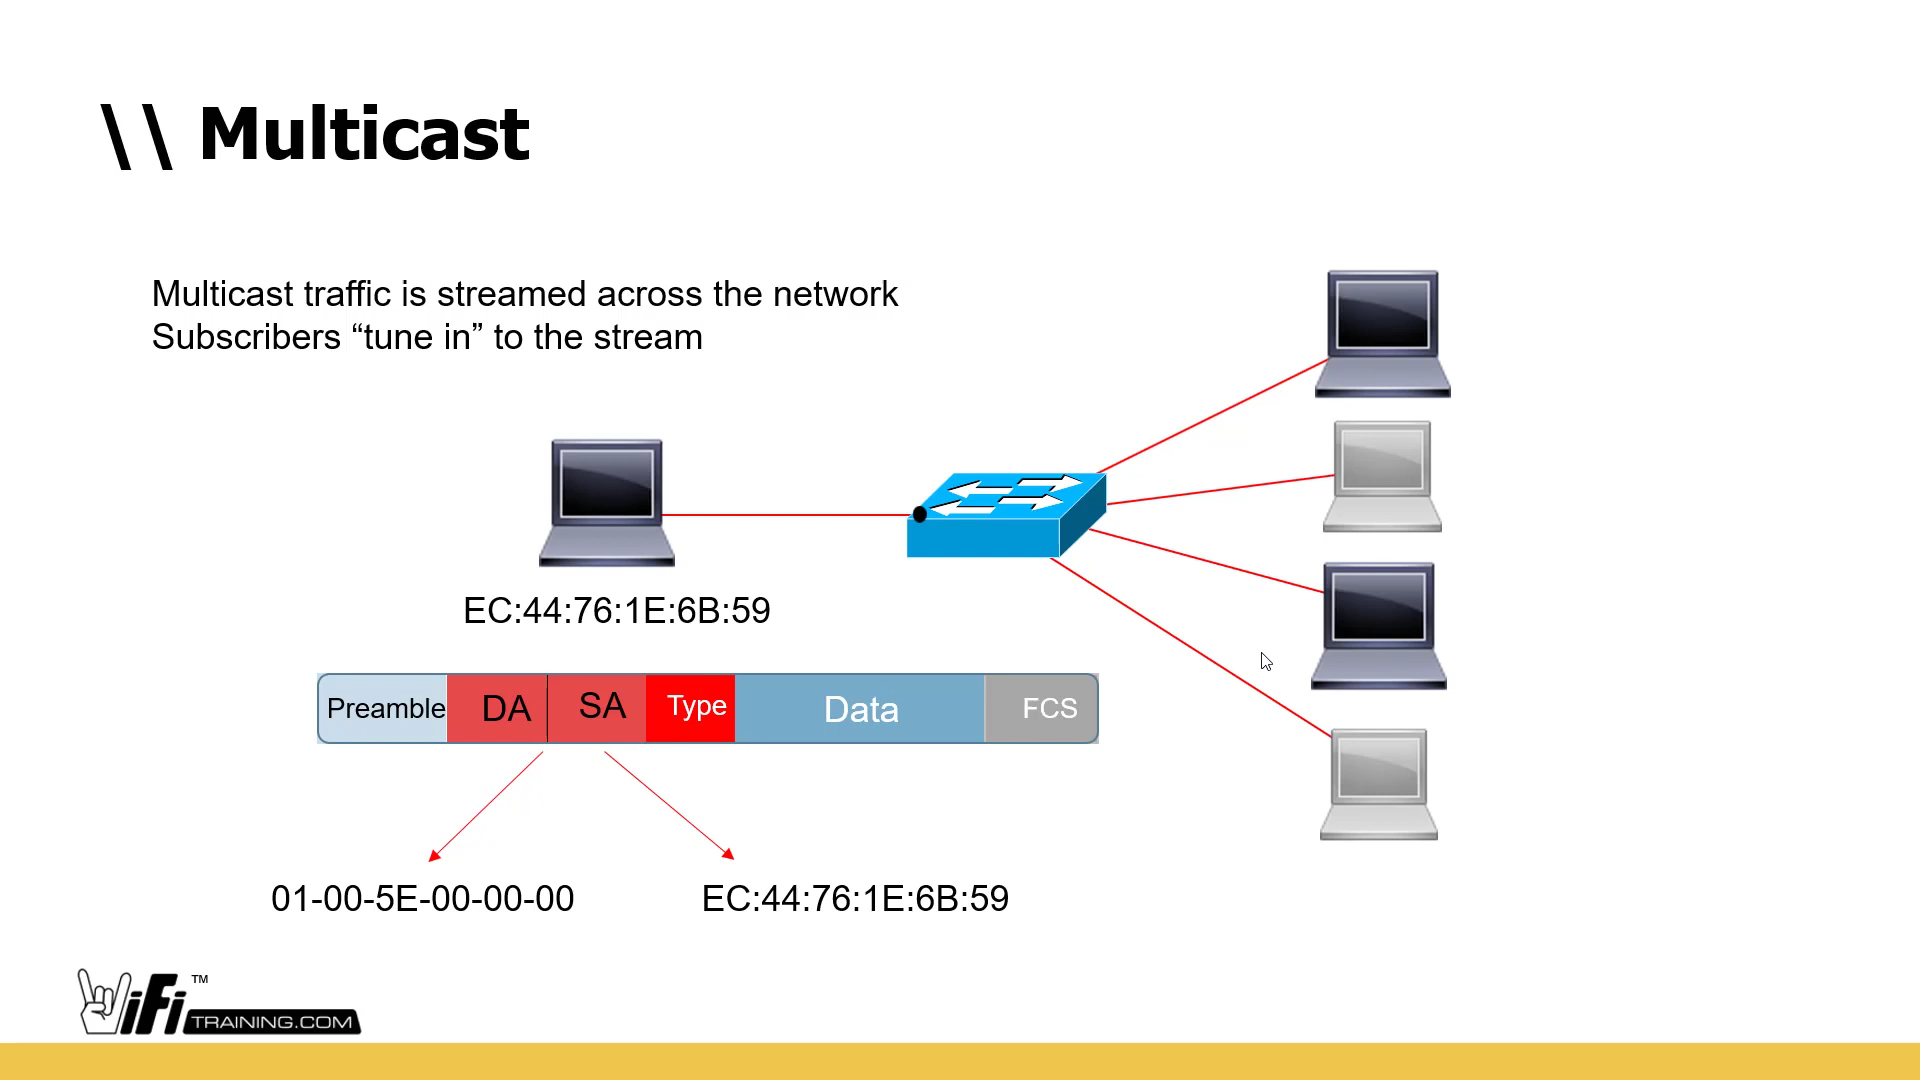 \\ Multicast
Multicast traffic is streamed across the network
Subscribers “tune in” to the stream
EC:44:76:1E:6B:59
Preamble DA SA Type Data FCS
01-00-5E-00-00-00 EC:44:76:1E:6B:59
WiFi TM
TRAINING.COM